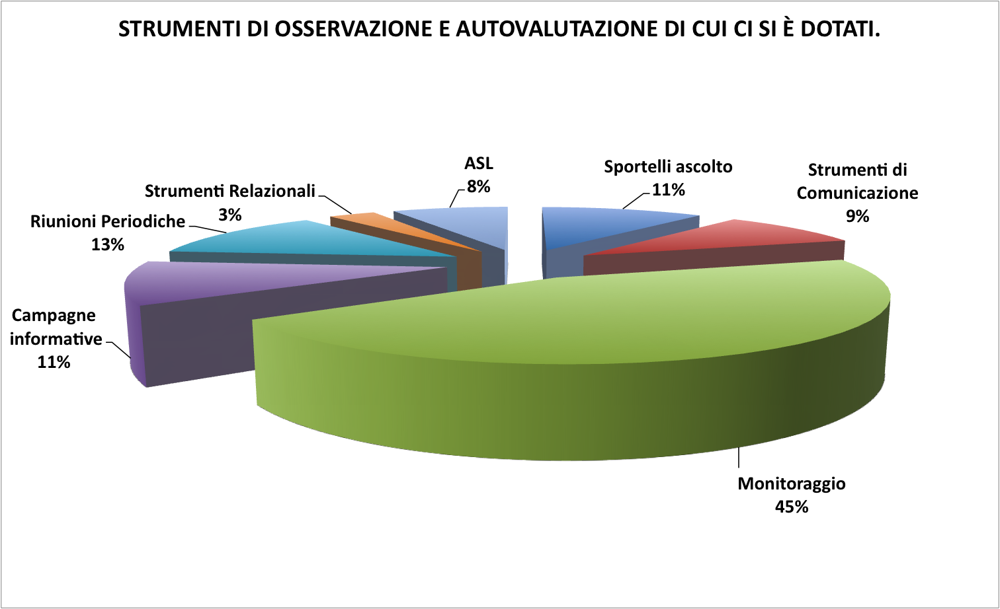 STRUMENTI DI OSSERVAZIONE E AUTOVALUTAZIONE DI CUI CI SI È DOTATI.
ASL
8%
Sportelli ascolto
11%
Strumenti di
Comunicazione
9%
Strumenti Relazionali
3%
Riunioni Periodiche
13%
Campagne
informative
11%
Monitoraggio
45%